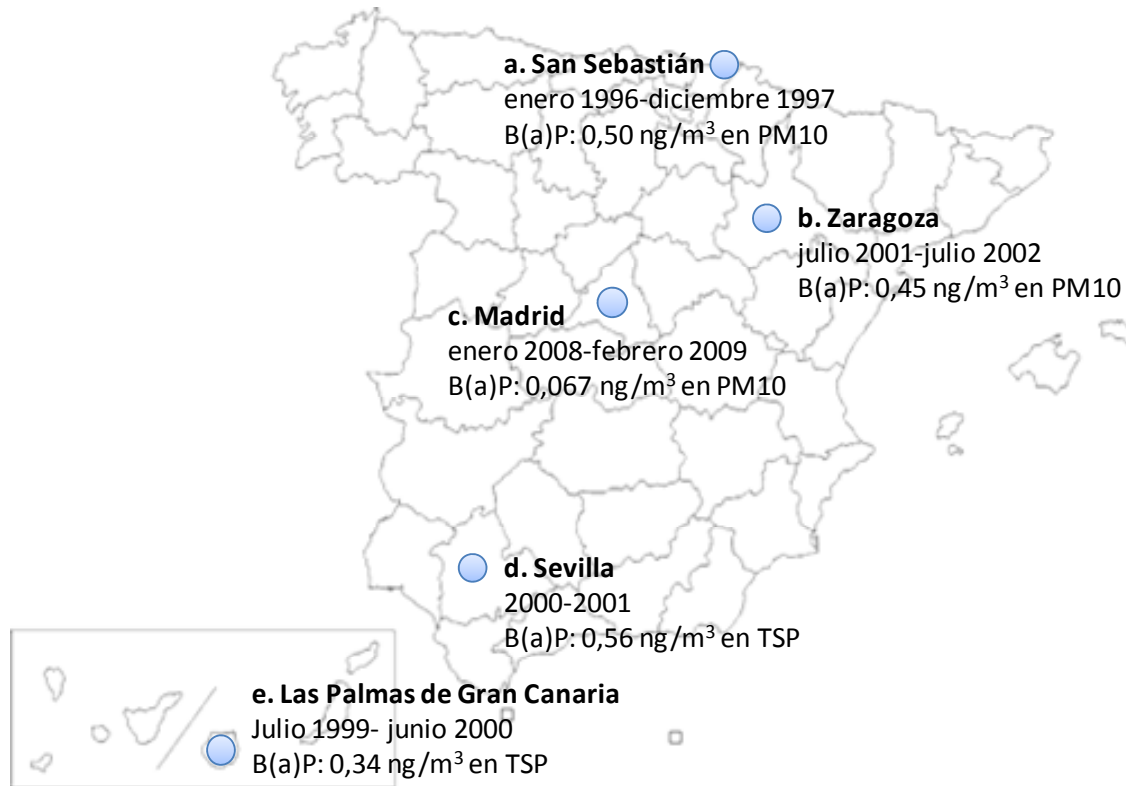 a. San Sebastián
enero 1996-diciembre 1997
B(a)P: 0,50 ng/m³ en PM10
b. Zaragoza
julio 2001-julio 2002
B(a)P: 0,45 ng/m³ en PM10
c. Madrid
enero 2008-febrero 2009
B(a)P: 0,067 ng/m³ en PM10
d. Sevilla
2000-2001
B(a)P: 0,56 ng/m³ en TSP
e. Las Palmas de Gran Canaria
Julio 1999- junio 2000
B(a)P: 0,34 ng/m³ en TSP